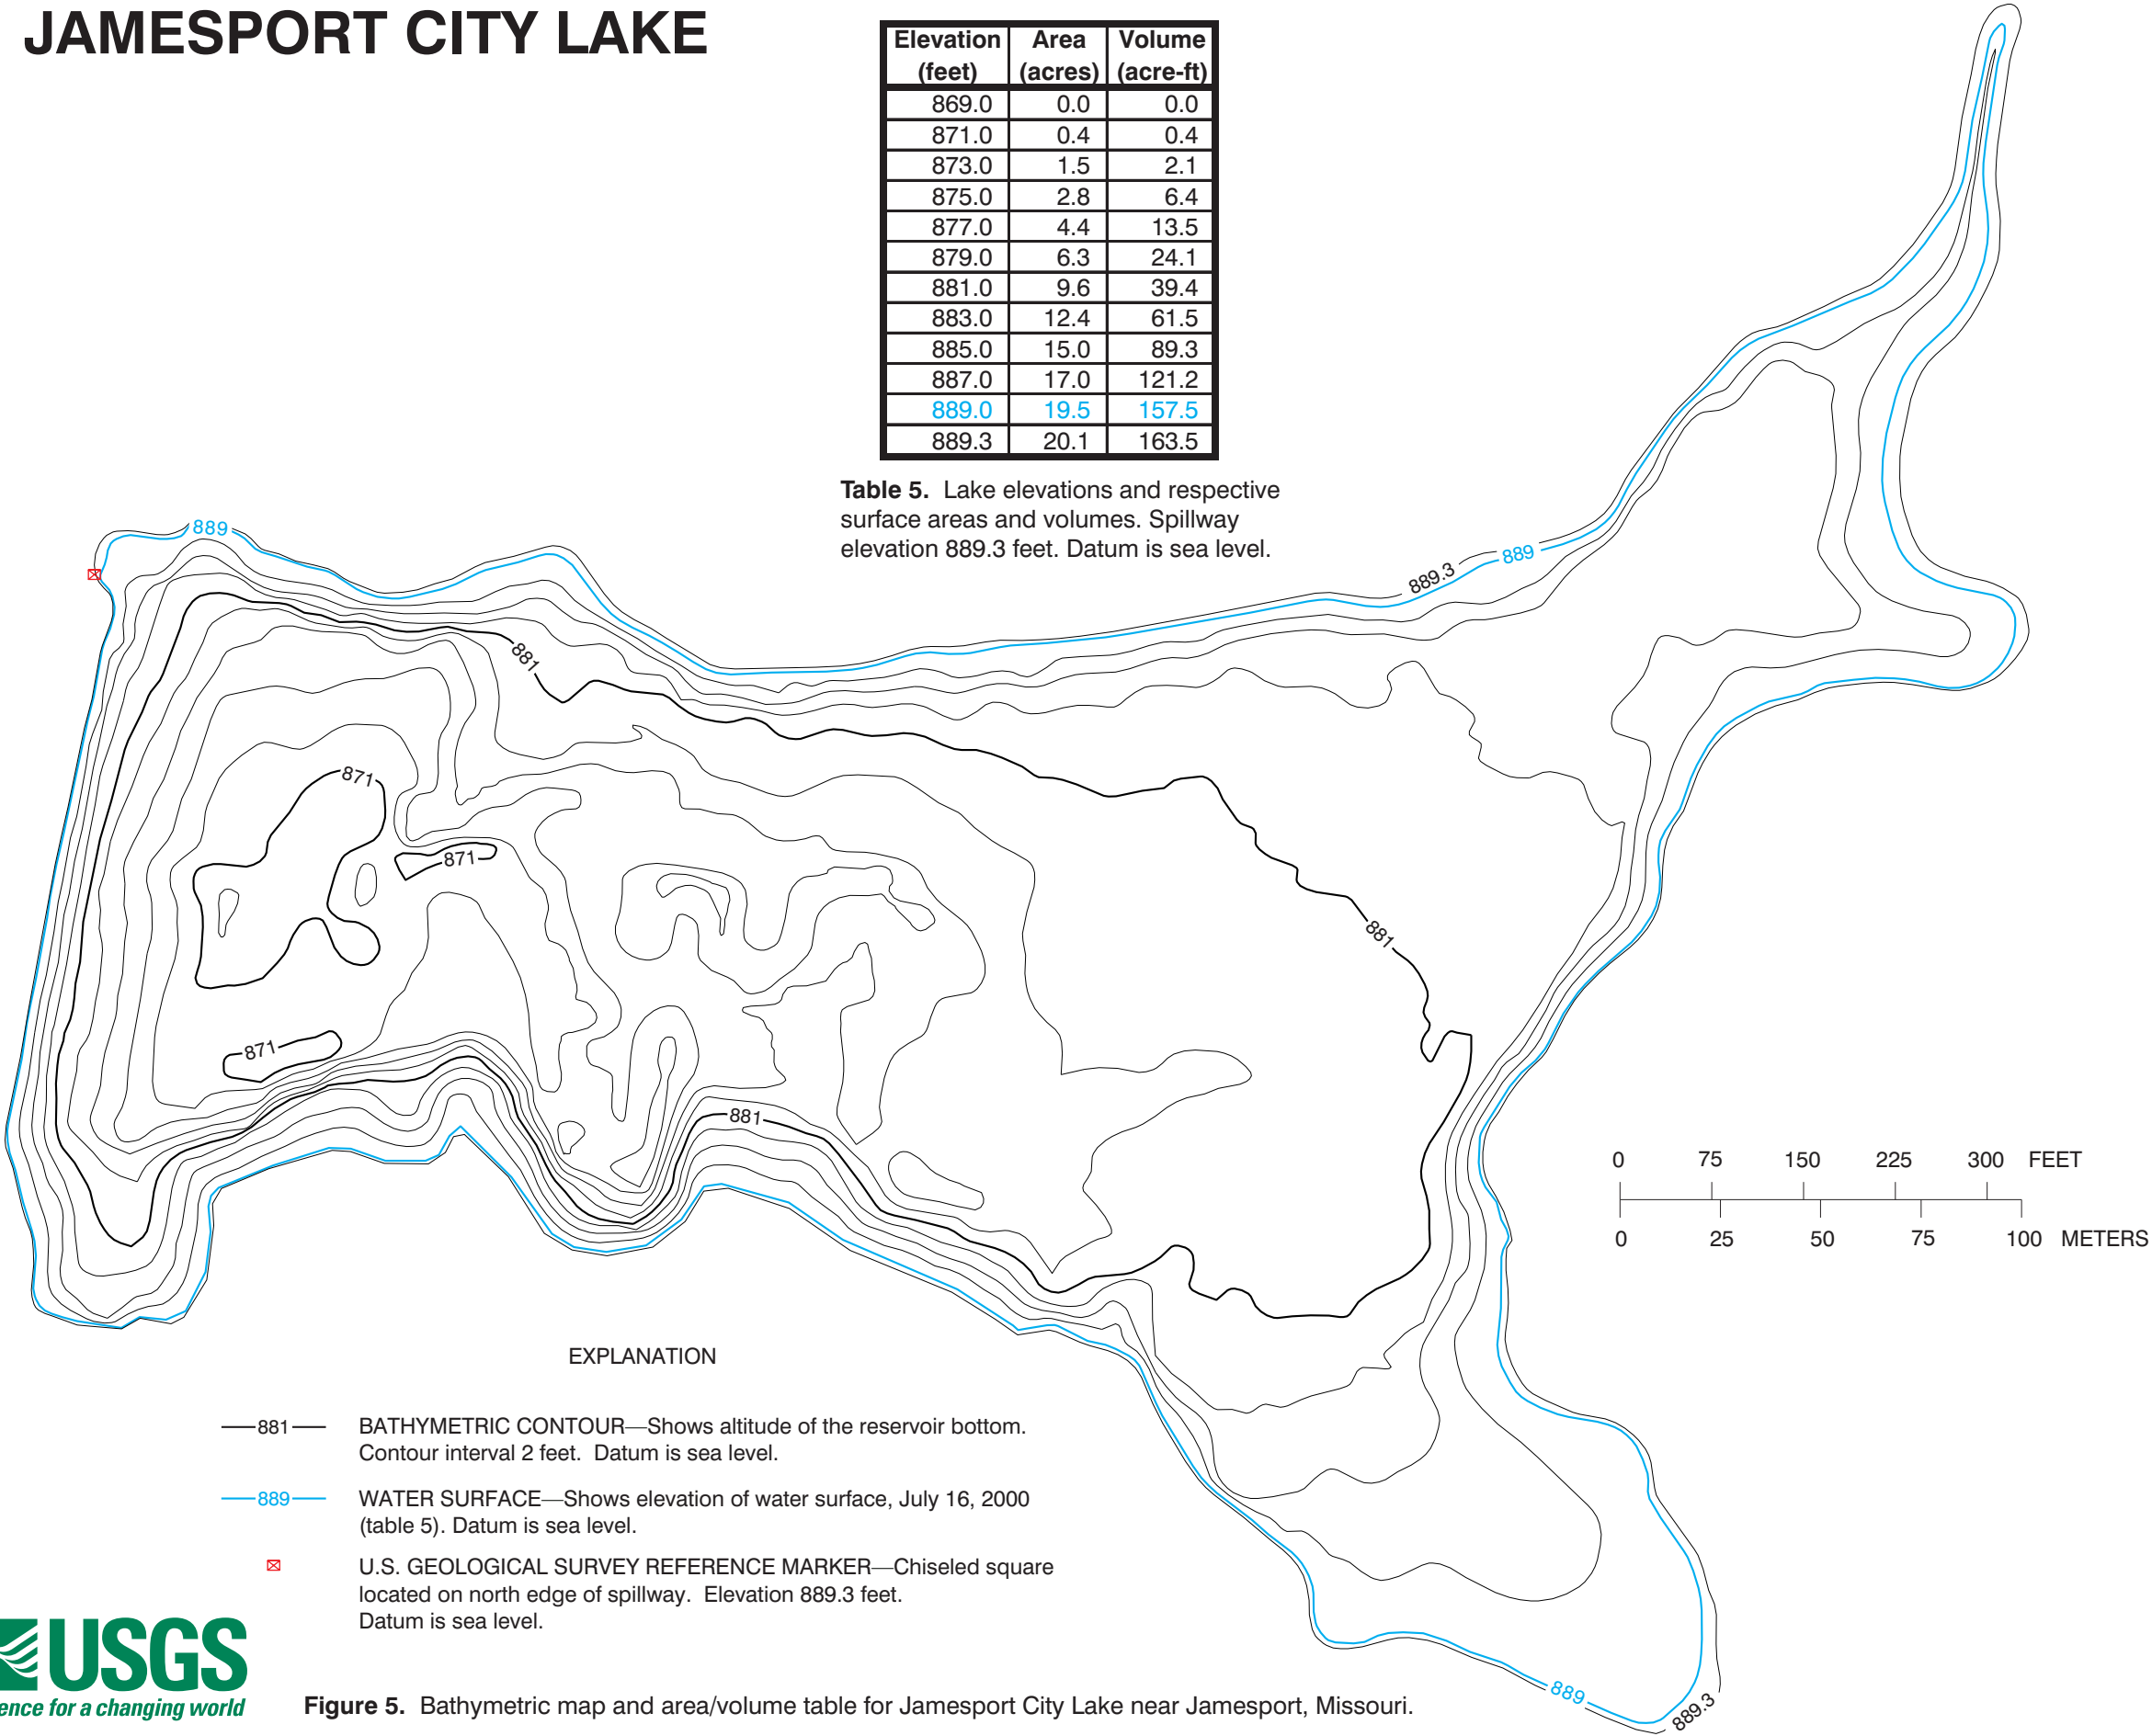 JAMESPORT CITY LAKE
Elevation Area Volume
(feet) (acres) (acre-ft)
869.0 0.0 0.0
871.0 0.4 0.4
873.0 1.5 2.1
875.0 2.8 6.4
877.0 4.4 13.5
879.0 6.3 24.1
881.0 9.6 39.4
883.0 12.4 61.5
885.0 15.0 89.3
887.0 17.0 121.2
889.0 19.5 157.5
889.3 20.1 163.5
Table 5. Lake elevations and respective
surface areas and volumes. Spillway
elevation 889.3 feet. Datum is sea level.
889
889
889.3
881
871
871
881
871
881
0 75 150 225 300 FEET
0 25 50 75 100 METERS
EXPLANATION
881 BATHYMETRIC CONTOUR—Shows altitude of the reservoir bottom.
Contour interval 2 feet. Datum is sea level.
889 WATER SURFACE—Shows elevation of water surface, July 16, 2000
(table 5). Datum is sea level.
U.S. GEOLOGICAL SURVEY REFERENCE MARKER—Chiseled square
located on north edge of spillway. Elevation 889.3 feet.
Datum is sea level.
889
889.3
USGS
ence for a changing world
Figure 5. Bathymetric map and area/volume table for Jamesport City Lake near Jamesport, Missouri.